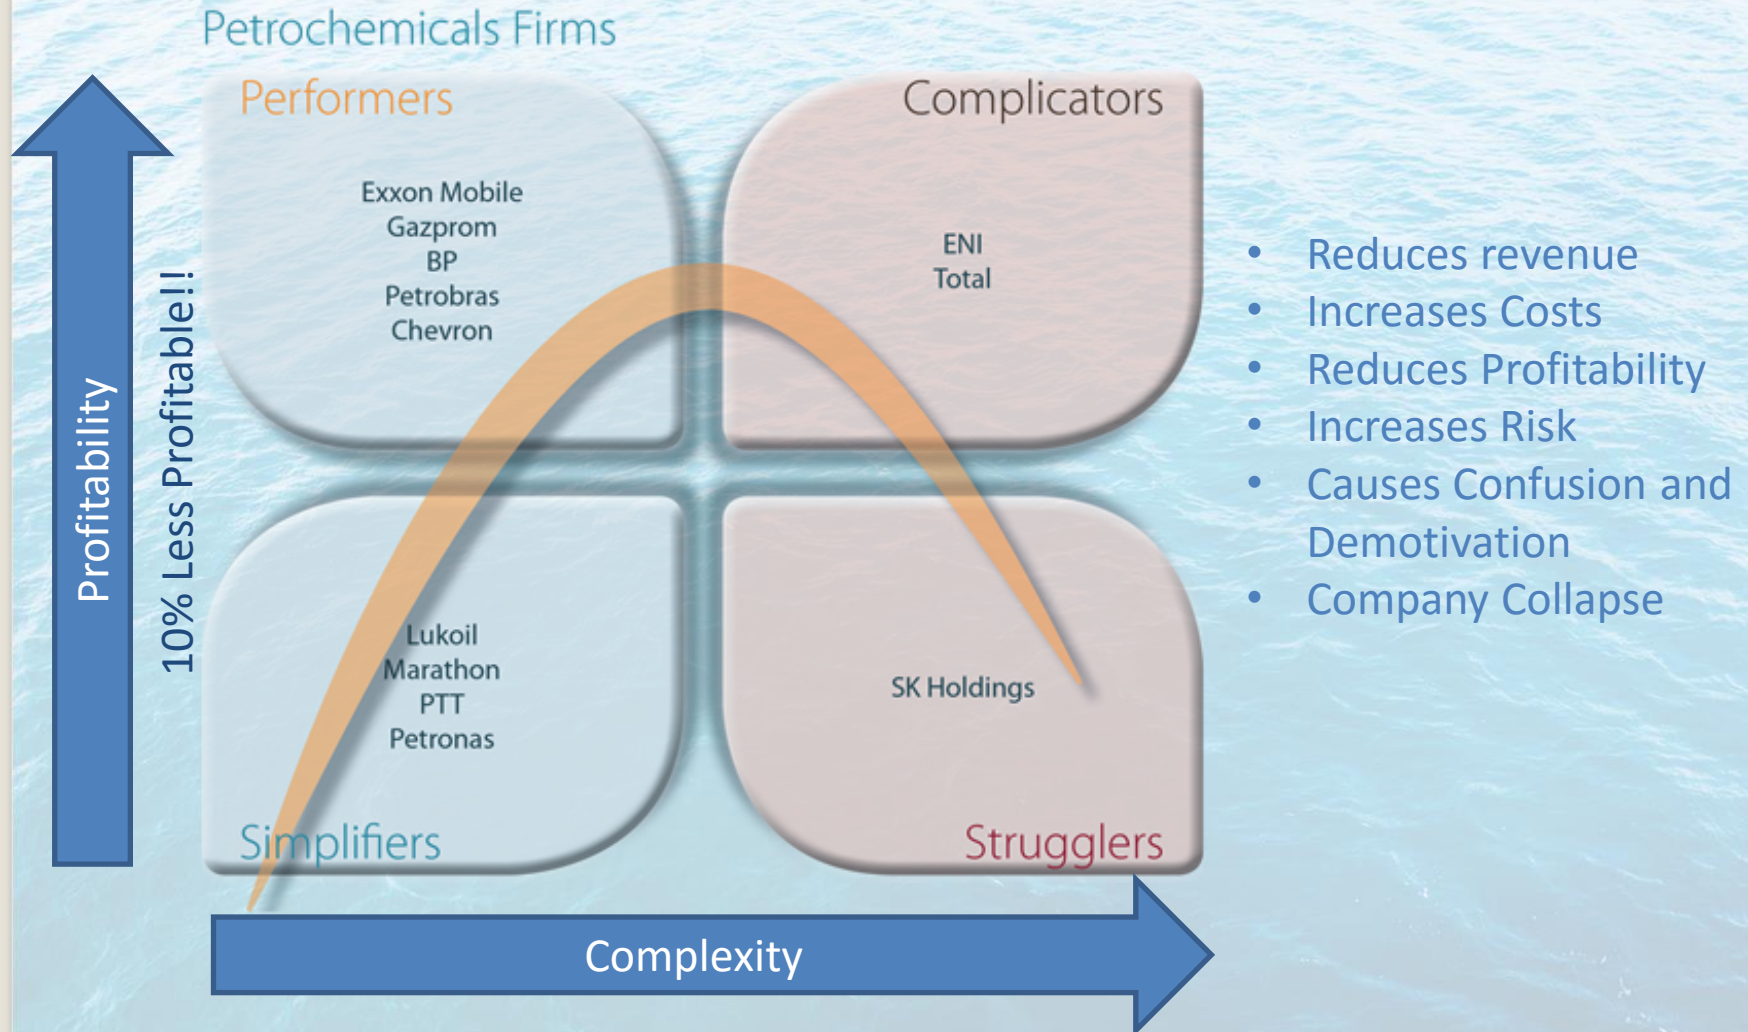 Petrochemicals Firms
Performers
Exxon Mobile
Gazprom
BP
Petrobras
Chevron
Complicators
ENI
Total
Simplifiers
Lukoil
Marathon
PTT
Petronas
Strugglers
SK Holdings
Profitability
10% Less Profitable!!
Complexity
• Reduces revenue
• Increases Costs
• Reduces Profitability
• Increases Risk
• Causes Confusion and
Demotivation
• Company Collapse